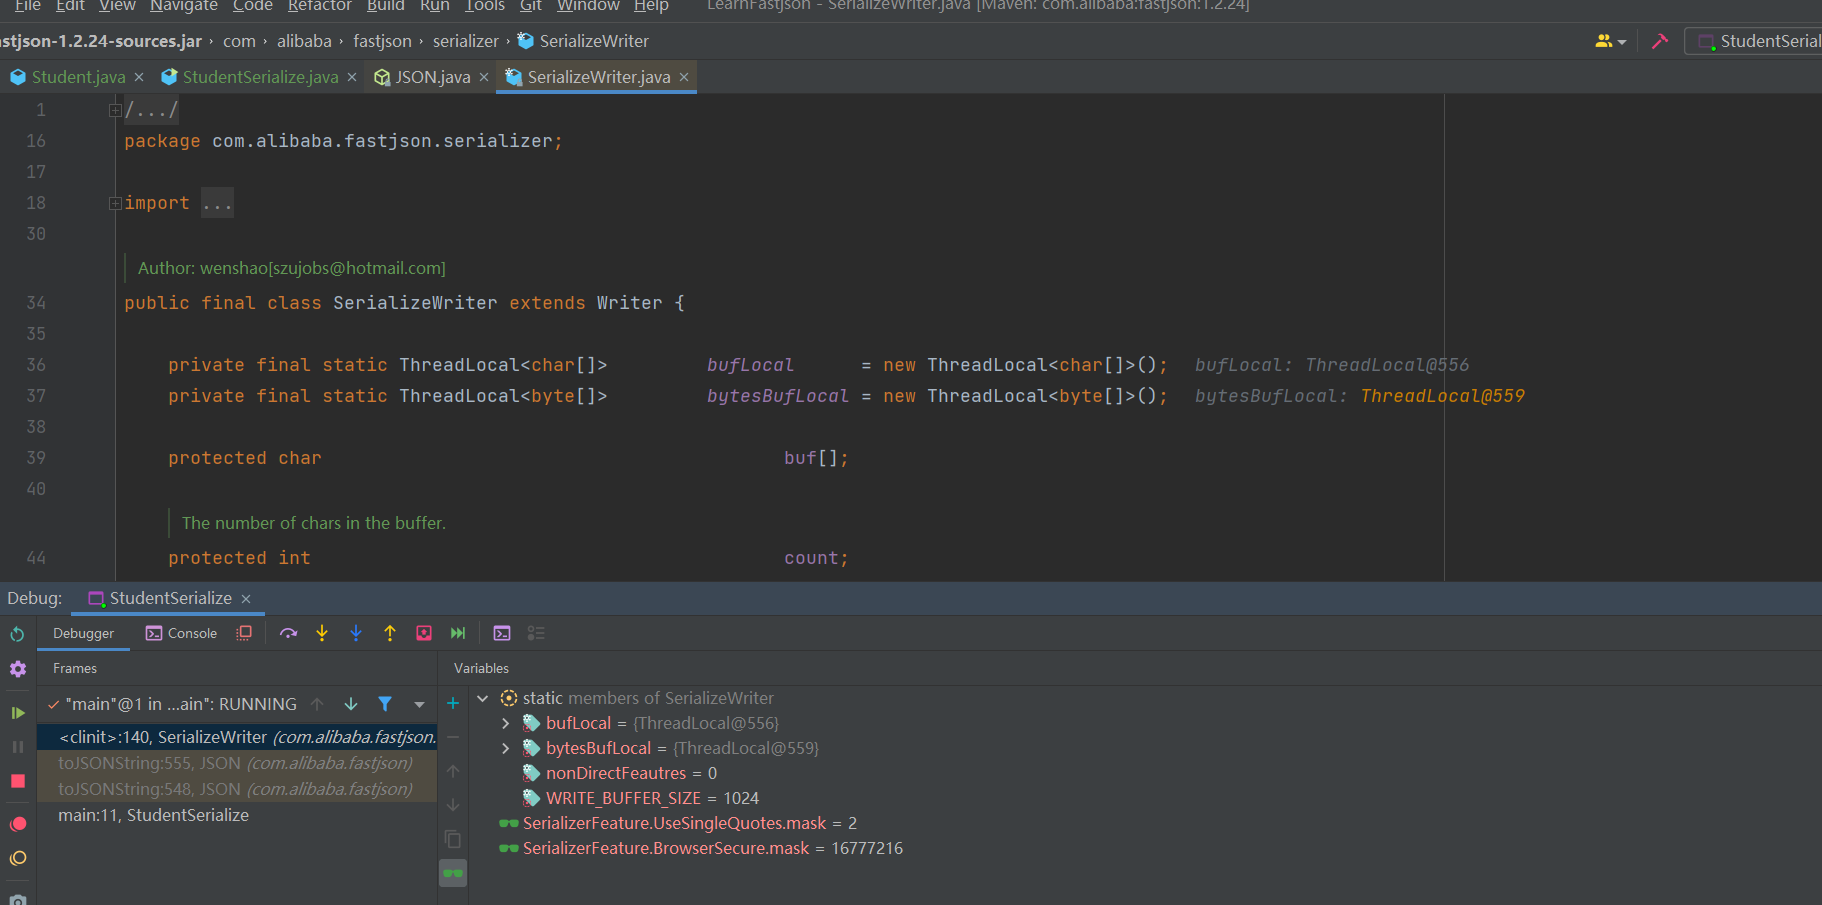 File Edit View Navigate Code Refactor Build Run Tools Git Window Help LearnFastjson - SerializeWriter.java [Maven: com.alibaba:fastjson:1.2.24]
astjson-1.2.24-sources.jar › com › alibaba › fastjson › serializer › SerializeWriter StudentSerial
Student.java × StudentSerialize.java × JSON.java × SerializeWriter.java ×
1 /.../
16 package com.alibaba.fastjson.serializer;
17
18 import ...
30
Author: wenshao[szujobs@hotmail.com]
34 public final class SerializeWriter extends Writer {
35
36 private final static ThreadLocal<char[]> bufLocal = new ThreadLocal<char[]>(); bufLocal: ThreadLocal@556
37 private final static ThreadLocal<byte[]> bytesBufLocal = new ThreadLocal<byte[]>(); bytesBufLocal: ThreadLocal@559
38
39 protected char buf[];
40
The number of chars in the buffer.
44 protected int count;
Debug: StudentSerialize ×
Debugger Console
Frames Variables
"main"@1 in ...ain": RUNNING
<clinit>:140, SerializeWriter (com.alibaba.fastjson.
toJSONString:555, JSON (com.alibaba.fastjson)
toJSONString:548, JSON (com.alibaba.fastjson)
main:11, StudentSerialize
static members of SerializeWriter
bufLocal = {ThreadLocal@556}
bytesBufLocal = {ThreadLocal@559}
nonDirectFeautres = 0
WRITE_BUFFER_SIZE = 1024
SerializerFeature.UseSingleQuotes.mask = 2
SerializerFeature.BrowserSecure.mask = 16777216